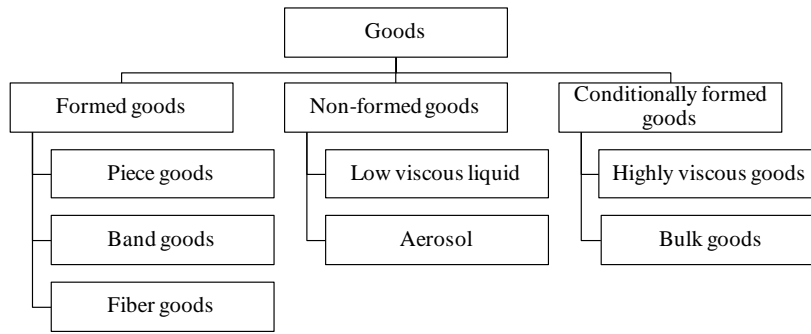 Goods
Formed goods
Non-formed goods
Conditionally formed
goods
Piece goods
Low viscous liquid
Highly viscous goods
Band goods
Aerosol
Bulk goods
Fiber goods